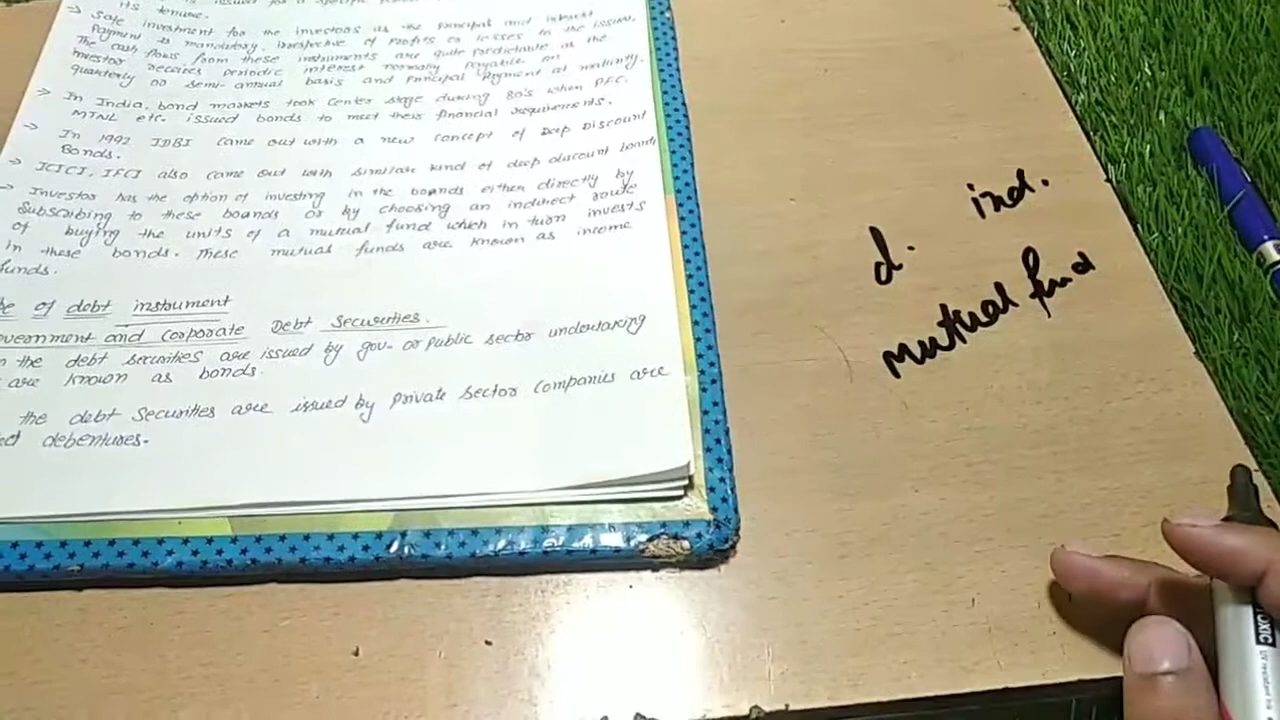 its tenure.
→ Safe investment for the investors as the principal and interest
Payment is mandatory, irrespective of Profits or losses to the issuer.
The cash flows from these instruments are quite predictable as the
investor receives periodic interest normally payable on
quarterly or semi-annual basis and Principal Payment at maturity.
→ In India, bond markets took center stage during 80's when PFC,
MTNL etc. issued bonds to meet their financial requirements.
→ In 1992 IDBI came out with a new concept of Deep Discount
Bonds.
→ ICICI, IFCI also came out with similar kind of deep discount bonds
→ Investor has the option of investing in the boands either directly by
Subscribing to these bounds or by choosing an indirect route
of buying the units of a mutual fund which in turn invests
in these bonds. These mutual funds are known as income
funds.
of debt instrument
and Corporate Debt Securities.
the debt securities are issued by gov- or public sector undertaking
are known as bonds.
the debt Securities are issued by private sector Companies are
debentures-
d. ind.
mutual fund
OXIC